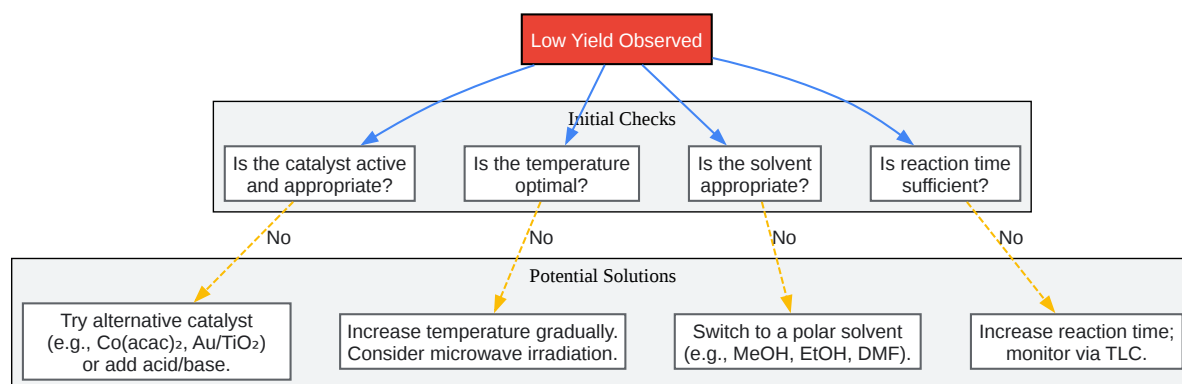 Low Yield Observed
Initial Checks
Is the catalyst active
and appropriate?
Is the temperature
optimal?
Is the solvent
appropriate?
Is reaction time
sufficient?
No
No
No
No
Potential Solutions
Try alternative catalyst
(e.g., Co(acac)₂, Au/TiO₂)
or add acid/base.
Increase temperature gradually.
Consider microwave irradiation.
Switch to a polar solvent
(e.g., MeOH, EtOH, DMF).
Increase reaction time;
monitor via TLC.